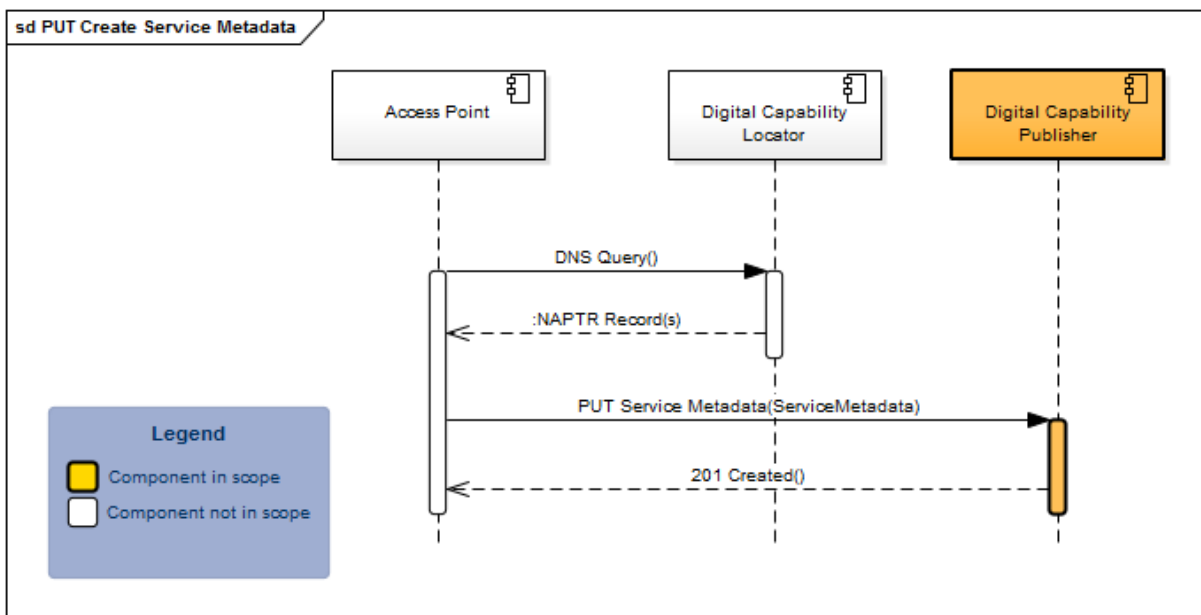 sd PUT Create Service Metadata
Access Point
Digital Capability
Locator
Digital Capability
Publisher
DNS Query()
:NAPTR Record(s)
PUT Service Metadata(ServiceMetadata)
201 Created()
Legend
Component in scope
Component not in scope